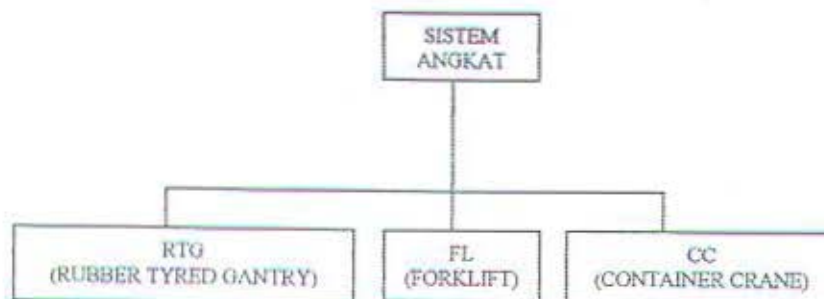 SISTEM
ANGKAT
RTG
(RUBBER TYRED GANTRY)
FL
(FORKLIFT)
CC
(CONTAINER CRANE)